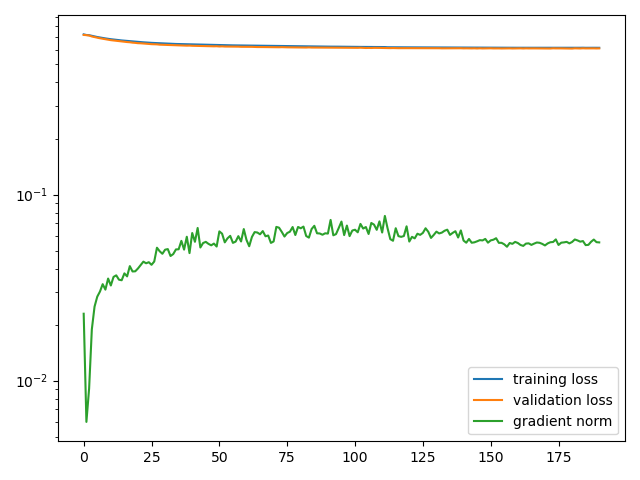 10⁻¹
10⁻²
0 25 50 75 100 125 150 175
training loss
validation loss
gradient norm